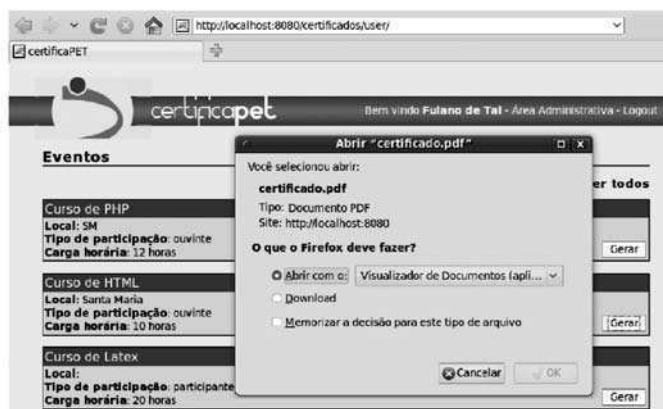 http://localhost:8080/certificados/user/
certificaPET
certificapet
Bem vindo Fulano de Tal - Área Administrativa - Logout
Eventos
er todos
Curso de PHP
Local: SM
Tipo de participação: ouvinte
Carga horária: 12 horas
Gerar
Curso de HTML
Local: Santa Maria
Tipo de participação: ouvinte
Carga horária: 10 horas
Gerar
Curso de Latex
Local:
Tipo de participação: participante
Carga horária: 20 horas
Gerar
Abrir "certificado.pdf"
Você selecionou abrir:
certificado.pdf
Tipo: Documento PDF
Site: http://localhost:8080
O que o Firefox deve fazer?
Abrir com o: Visualizador de Documentos (apli...
Download
Memorizar a decisão para este tipo de arquivo
Cancelar
OK